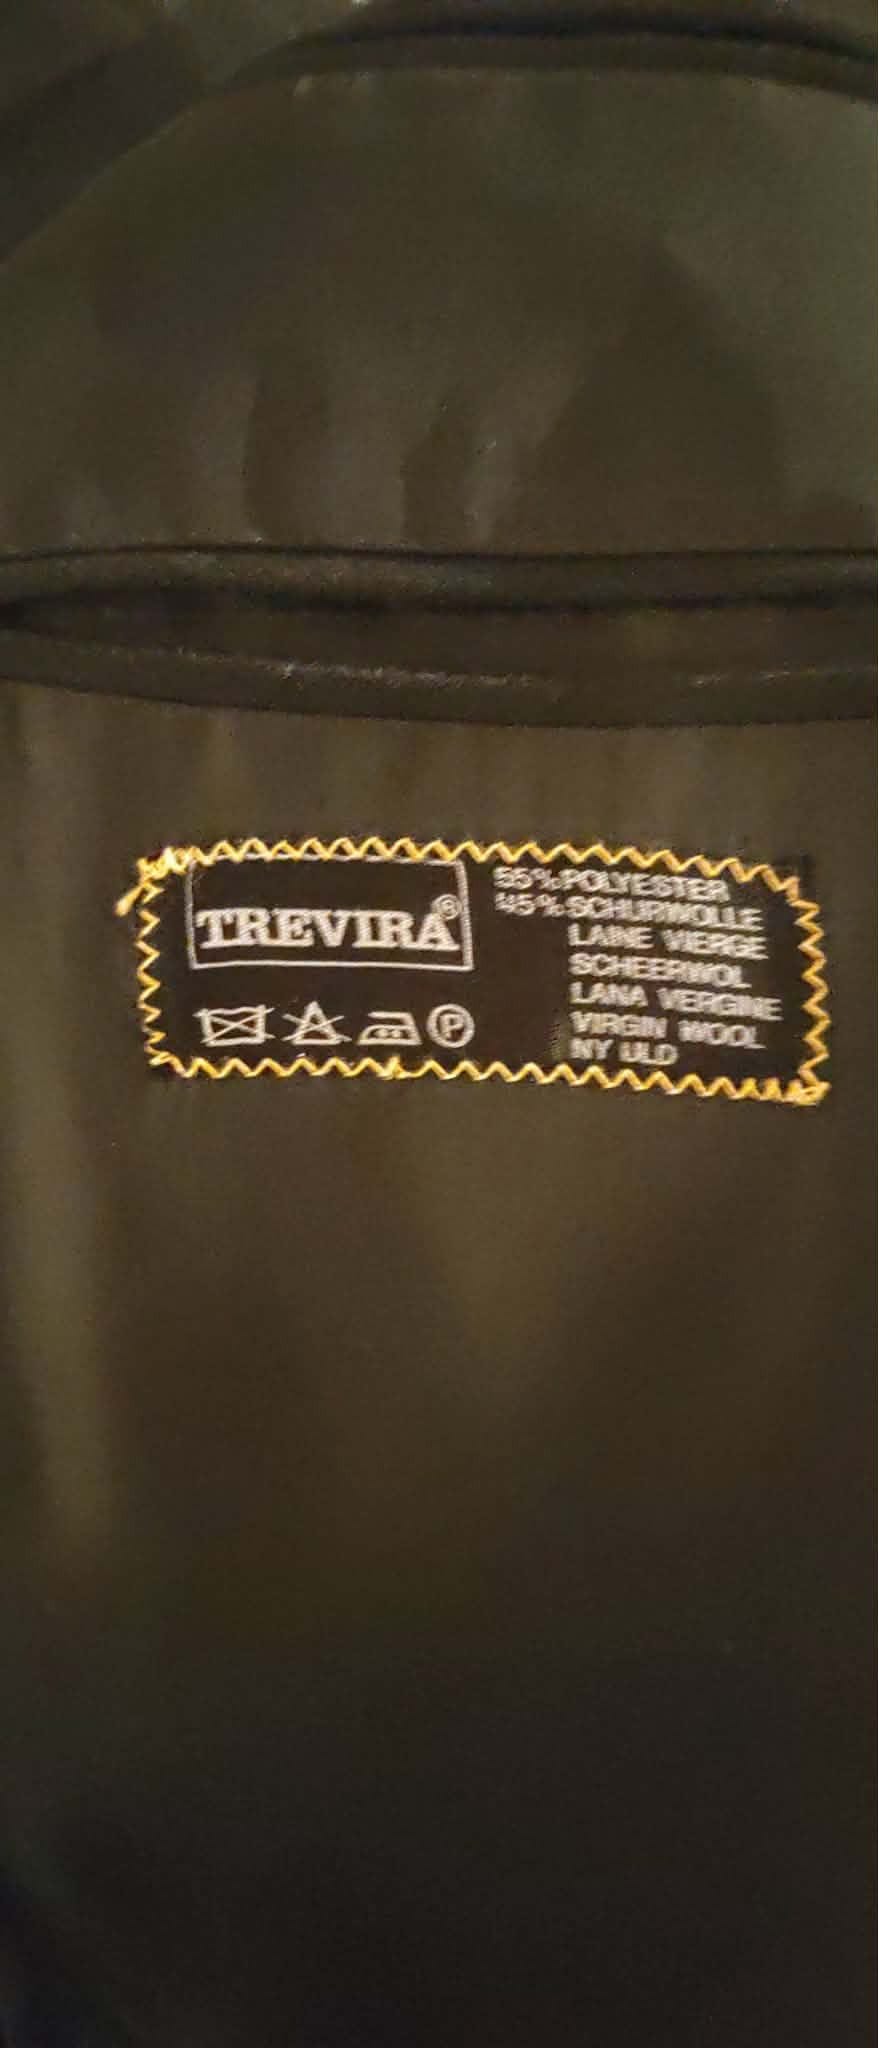 TREVIRA®
P
55% POLYESTER
45% SCHURWOLLE
LAINE VIERGE
SCHEERWOL
LANA VERGINE
VIRGIN WOOL
NY ULD